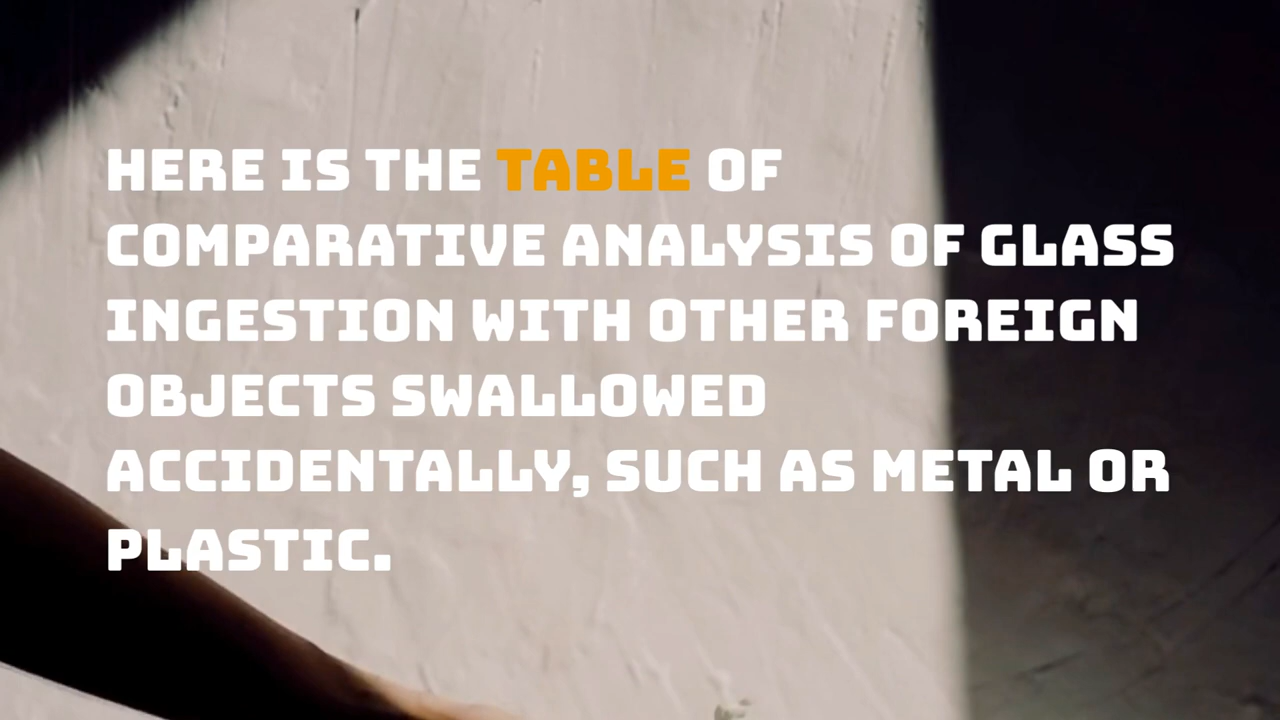 HERE IS THE TABLE OF
COMPARATIVE ANALYSIS OF GLASS
INGESTION WITH OTHER FOREIGN
OBJECTS SWALLOWED
ACCIDENTALLY, SUCH AS METAL OR
PLASTIC.